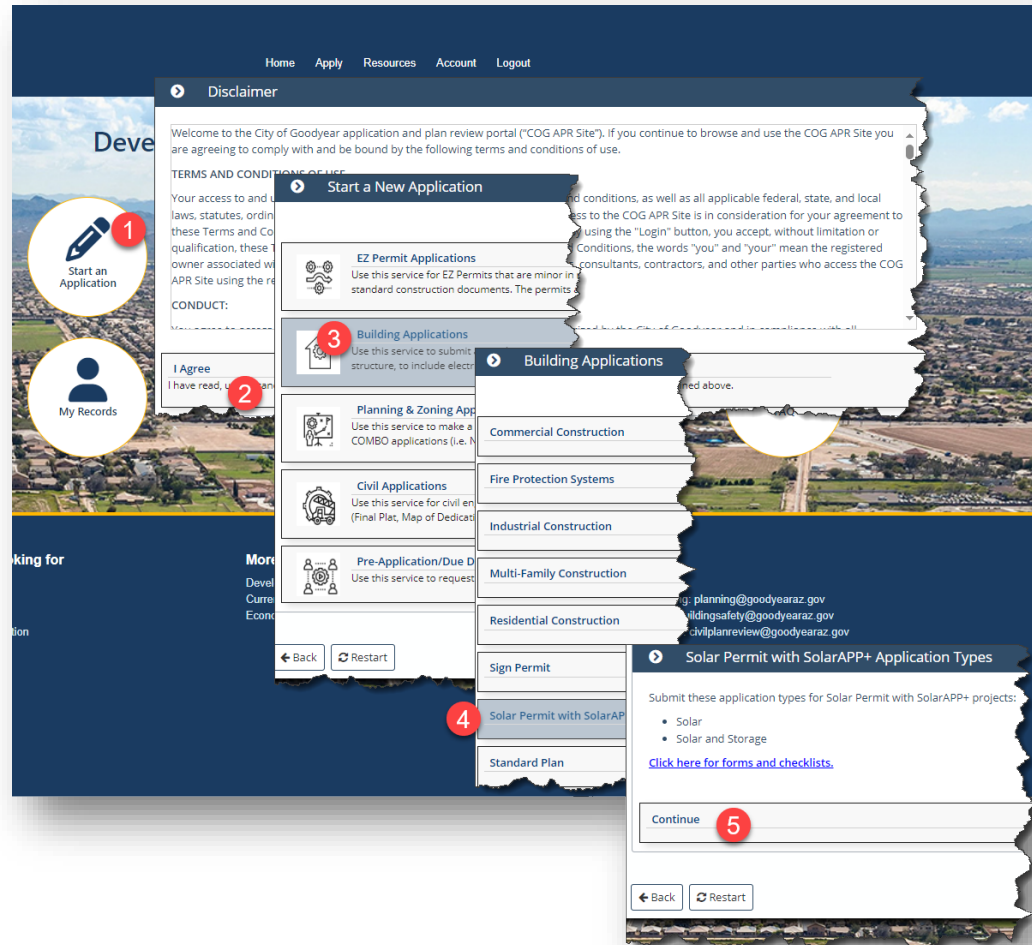 Home Apply Resources Account Logout
Disclaimer
Deve
Welcome to the City of Goodyear application and plan review portal ("COG APR Site"). If you continue to browse and use the COG APR Site you
are agreeing to comply with and be bound by the following terms and conditions of use.
TERMS AND CONDITIONS OF USE
Your access to and u
d conditions, as well as all applicable federal, state, and local
laws, statutes, ordin
ess to the COG APR Site is in consideration for your agreement to
these Terms and Co
using the "Login" button, you accept, without limitation or
qualification, these T
Conditions, the words "you" and "your" mean the registered
owner associated wi
consultants, contractors, and other parties who access the COG
APR Site using the re
CONDUCT:
I Agree
I have read, u
ned above.
1
Start an
Application
My Records
2
Start a New Application
EZ Permit Applications
Use this service for EZ Permits that are minor in
standard construction documents. The permits
3
Building Applications
Use this service to submit
structure, to include electr
Planning & Zoning App
Use this service to make a
COMBO applications (i.e. N
Civil Applications
Use this service for civil en
(Final Plat, Map of Dedicati
Pre-Application/Due D
Use this service to request
Back Restart
Building Applications
Commercial Construction
Fire Protection Systems
Industrial Construction
Multi-Family Construction
Residential Construction
Sign Permit
4
Solar Permit with SolarAP
Standard Plan
oking for
tion
More
Devel
Curre
Econo
g: planning@goodyearaz.gov
ildingsafety@goodyearaz.gov
civilplanreview@goodyearaz.gov
Solar Permit with SolarAPP+ Application Types
Submit these application types for Solar Permit with SolarAPP+ projects:
• Solar
• Solar and Storage
Click here for forms and checklists.
Continue
5
Back Restart